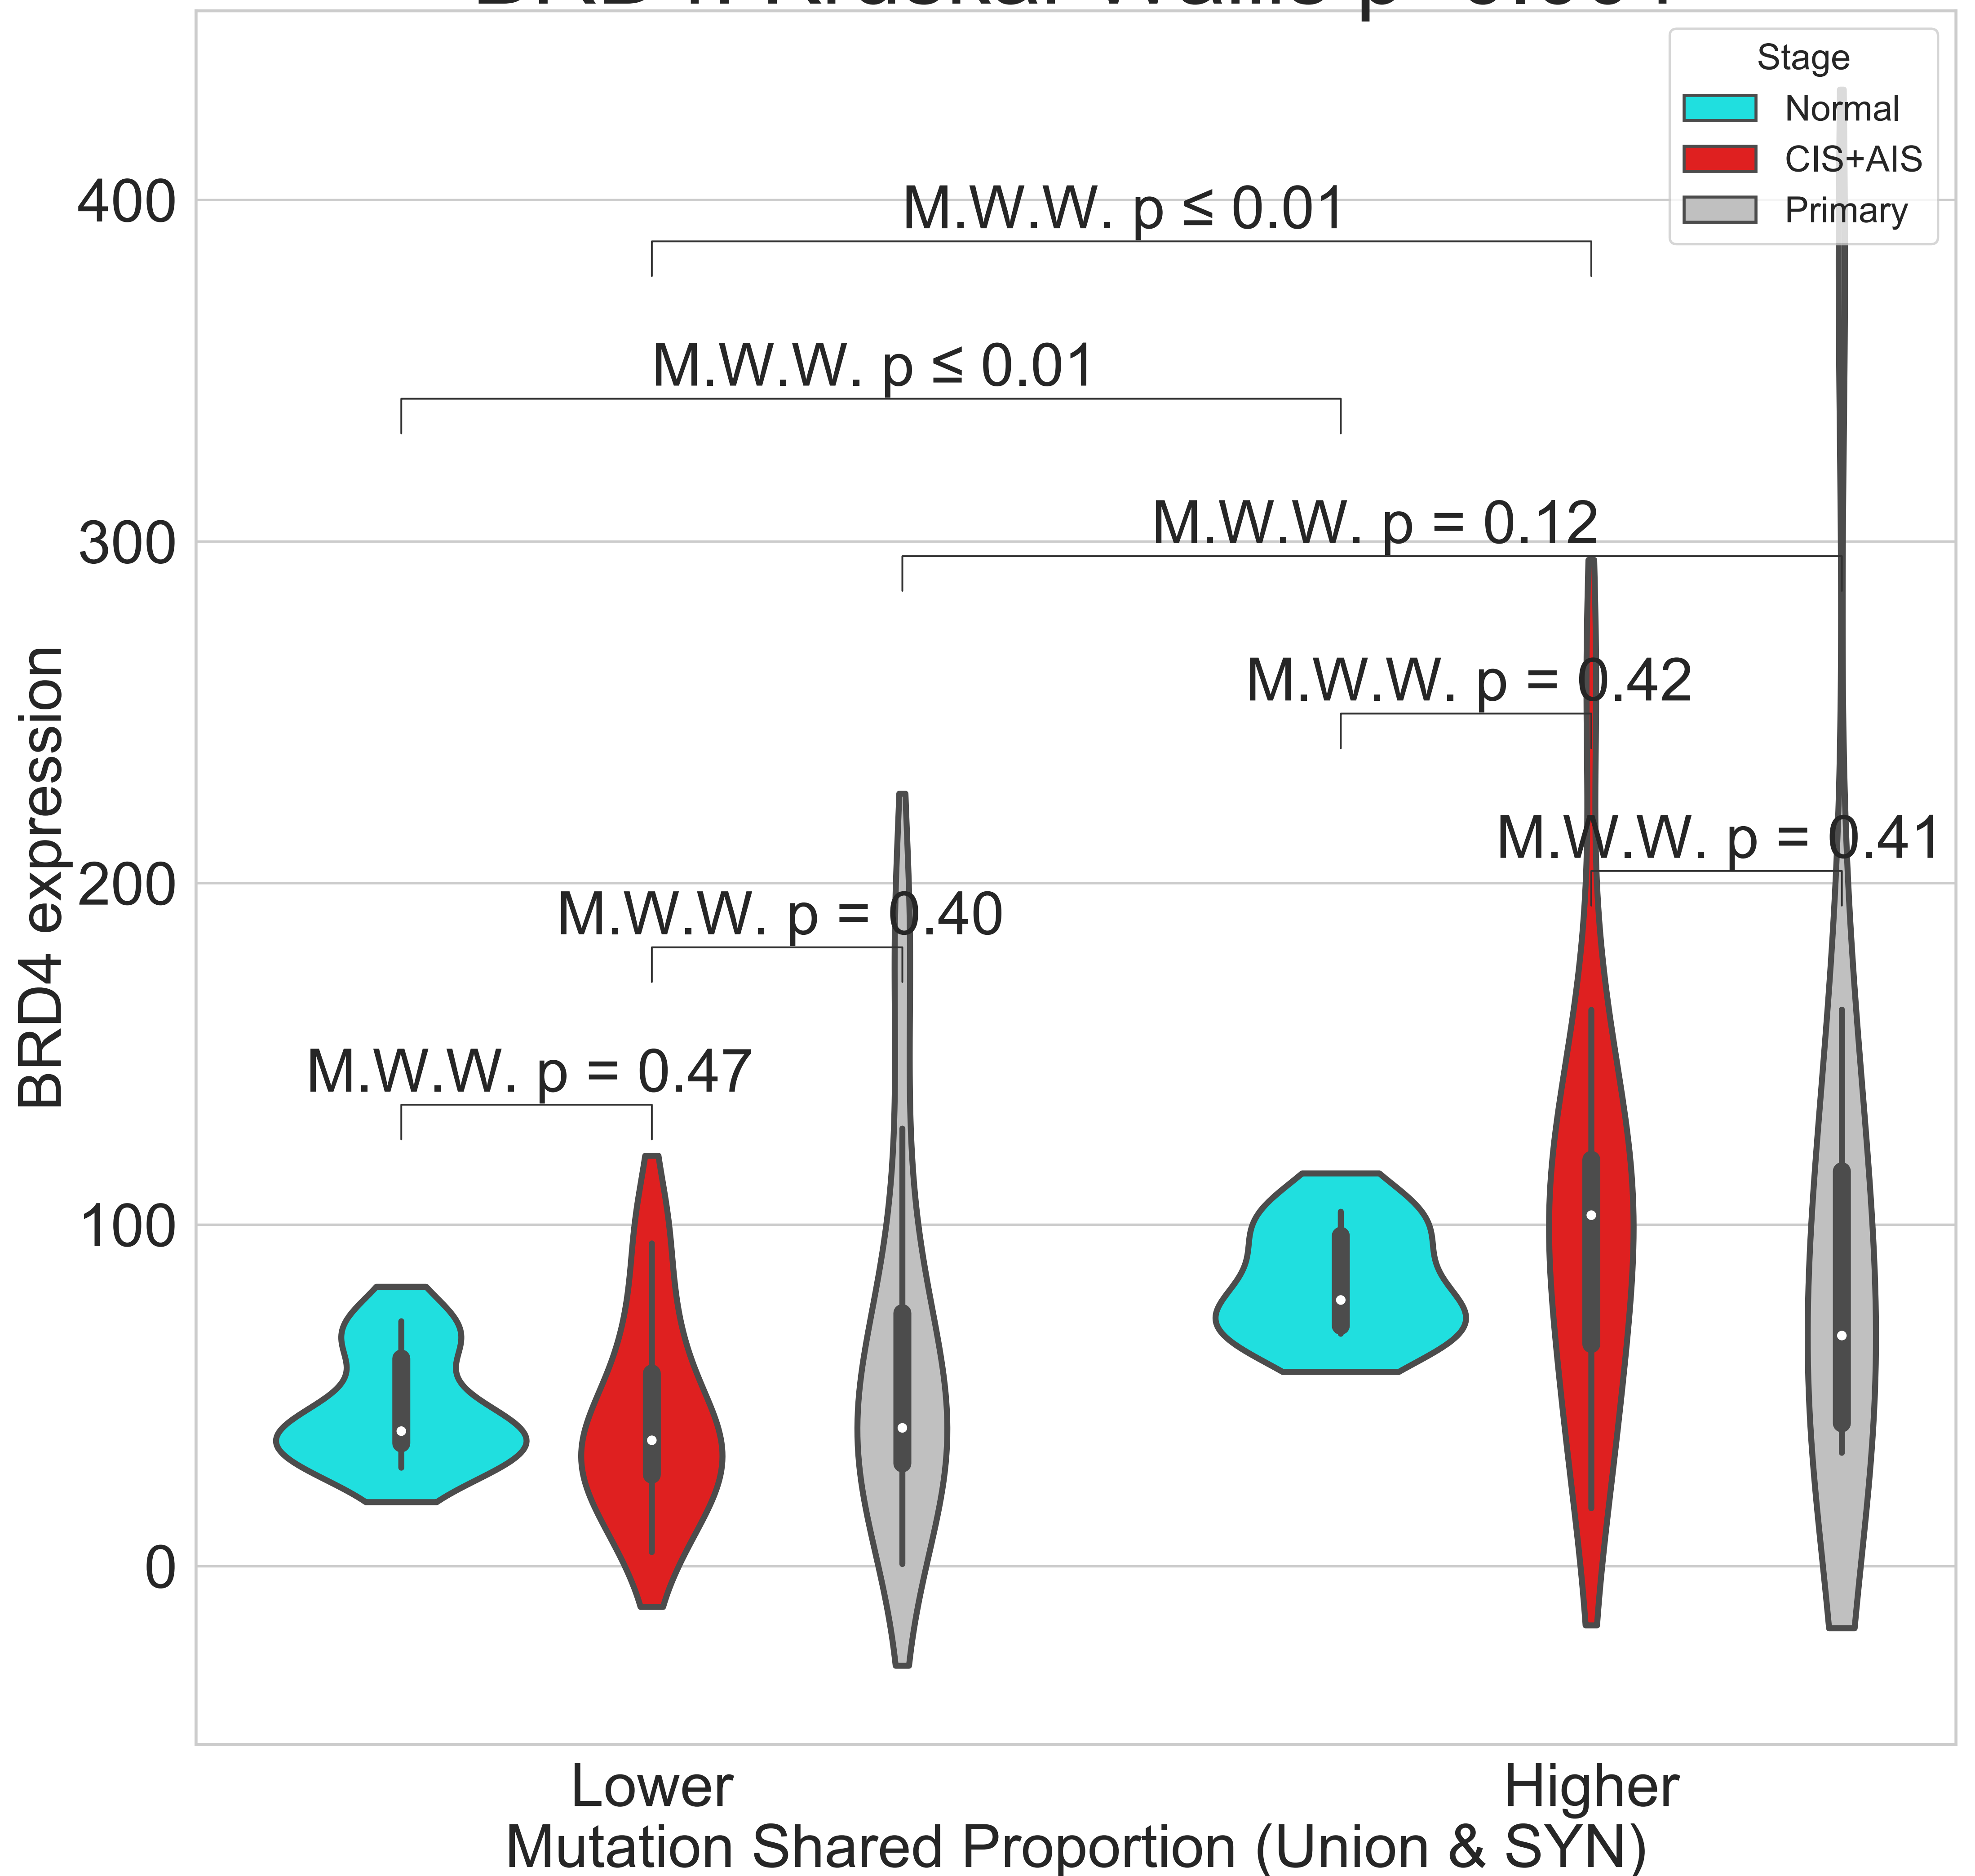 Stage
Normal
CIS+AIS
Primary
400
M.W.W. p ≤ 0.01
M.W.W. p ≤ 0.01
300
M.W.W. p = 0.12
M.W.W. p = 0.42
M.W.W. p = 0.41
200
M.W.W. p = 0.40
M.W.W. p = 0.47
100
0
BRD4 expression
Lower
Higher
Mutation Shared Proportion (Union & SYN)